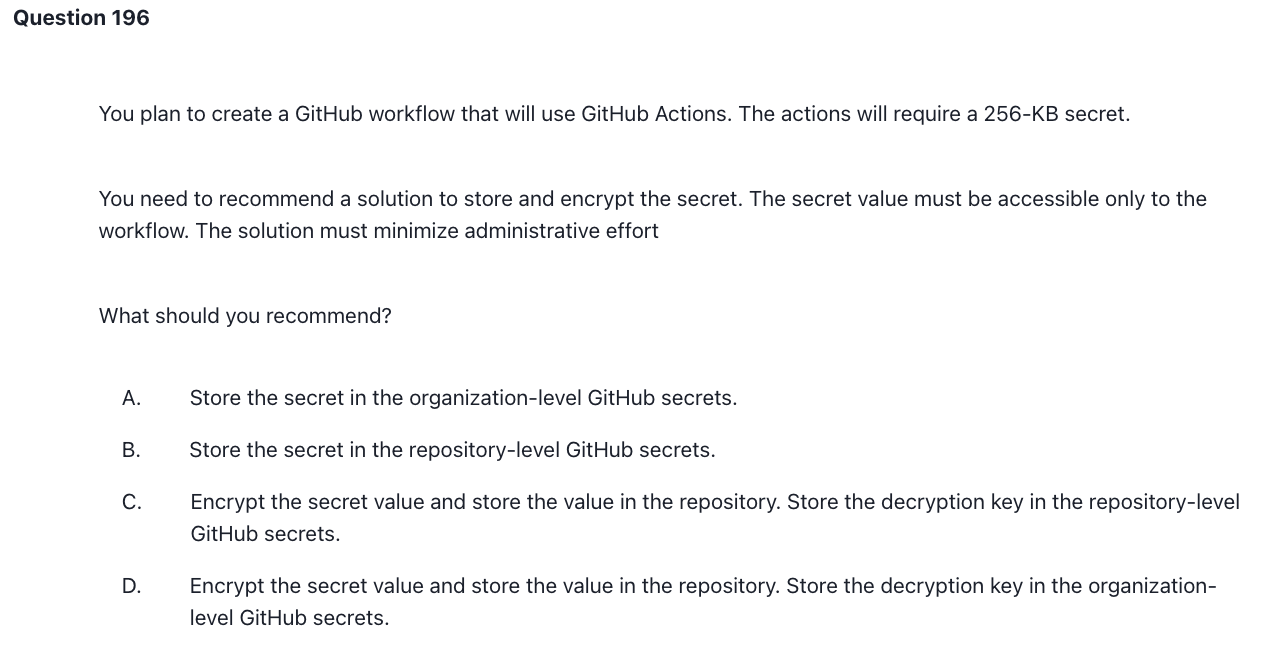 Question 196
You plan to create a GitHub workflow that will use GitHub Actions. The actions will require a 256-KB secret.
You need to recommend a solution to store and encrypt the secret. The secret value must be accessible only to the
workflow. The solution must minimize administrative effort
What should you recommend?
A. Store the secret in the organization-level GitHub secrets.
B. Store the secret in the repository-level GitHub secrets.
C. Encrypt the secret value and store the value in the repository. Store the decryption key in the repository-level
GitHub secrets.
D. Encrypt the secret value and store the value in the repository. Store the decryption key in the organization-
level GitHub secrets.